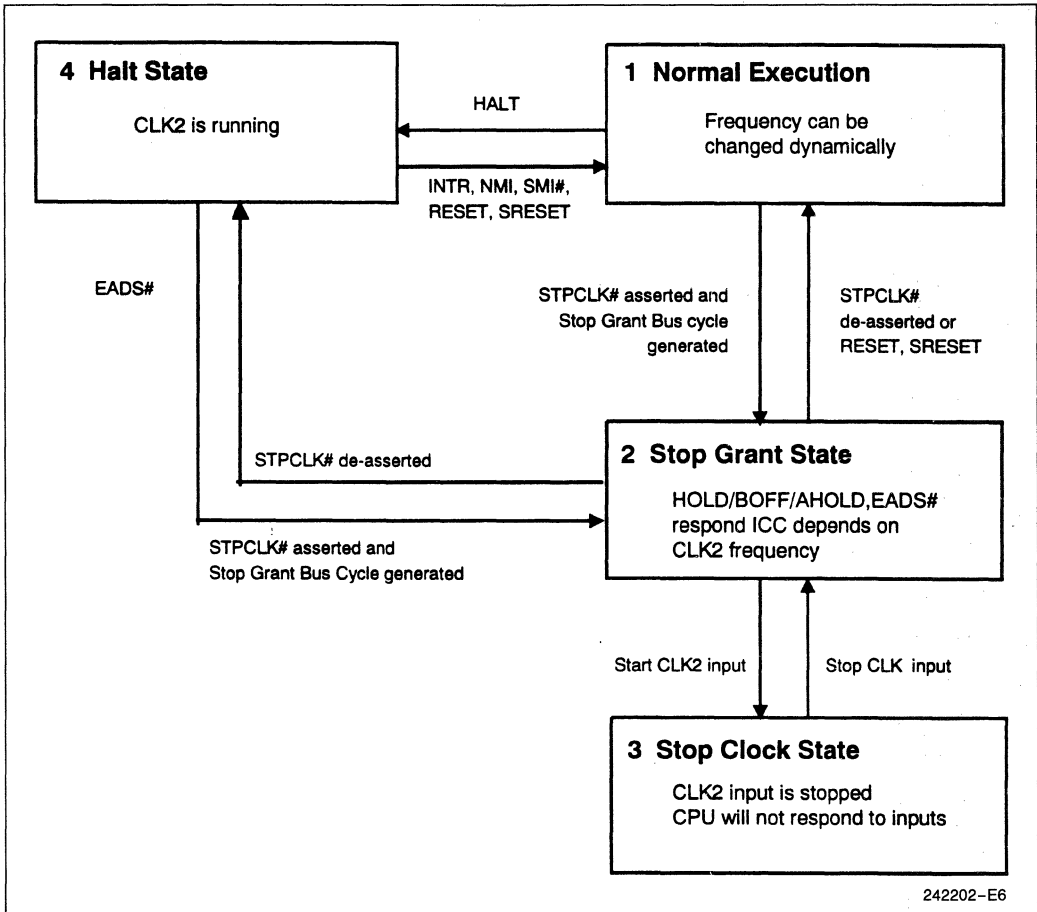 4 Halt State
CLK2 is running
HALT
INTR, NMI, SMI#,
RESET, SRESET
1 Normal Execution
Frequency can be
changed dynamically
EADS#
STPCLK# asserted and
Stop Grant Bus cycle
generated
STPCLK#
de-asserted or
RESET, SRESET
STPCLK# de-asserted
STPCLK# asserted and
Stop Grant Bus Cycle generated
2 Stop Grant State
HOLD/BOFF/AHOLD,EADS#
respond ICC depends on
CLK2 frequency
Start CLK2 input
Stop CLK input
3 Stop Clock State
CLK2 input is stopped
CPU will not respond to inputs
242202-E6